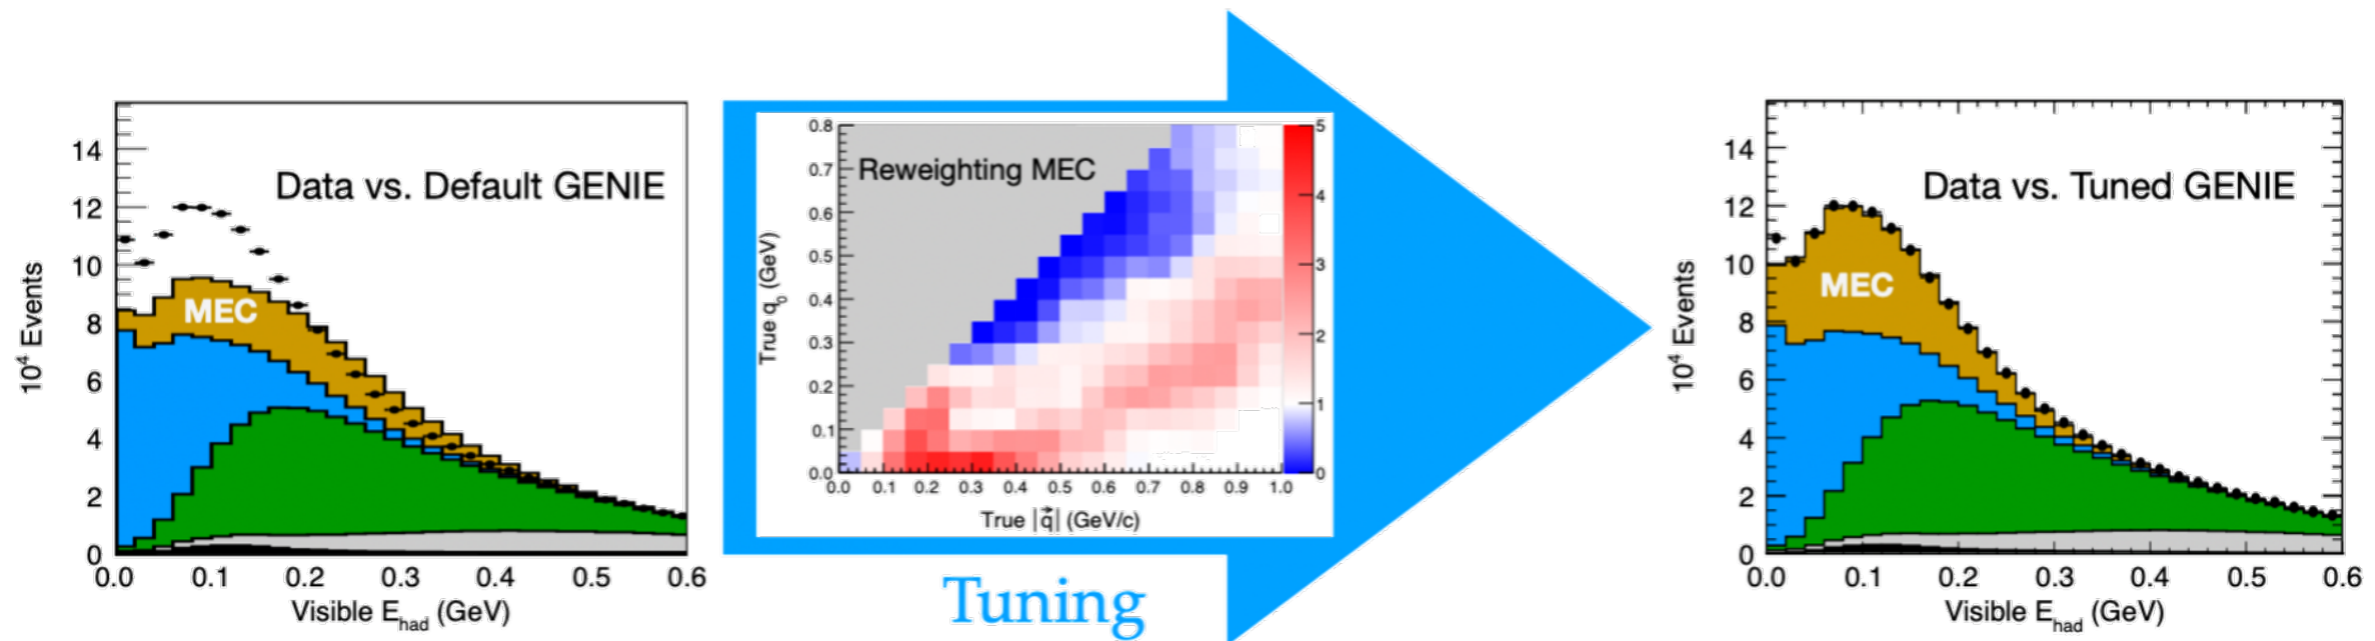 Data vs. Default GENIE
MEC
10⁴ Events
14
12
10
8
6
4
2
0
0.0 0.1 0.2 0.3 0.4 0.5 0.6
Visible E_had (GeV)
Reweighting MEC
True q_0 (GeV)
0.8
0.7
0.6
0.5
0.4
0.3
0.2
0.1
0.0
0.0 0.1 0.2 0.3 0.4 0.5 0.6 0.7 0.8 0.9 1.0
True |q⃗| (GeV/c)
5
4
3
2
1
0
Tuning
Data vs. Tuned GENIE
MEC
10⁴ Events
14
12
10
8
6
4
2
0
0.0 0.1 0.2 0.3 0.4 0.5 0.6
Visible E_had (GeV)